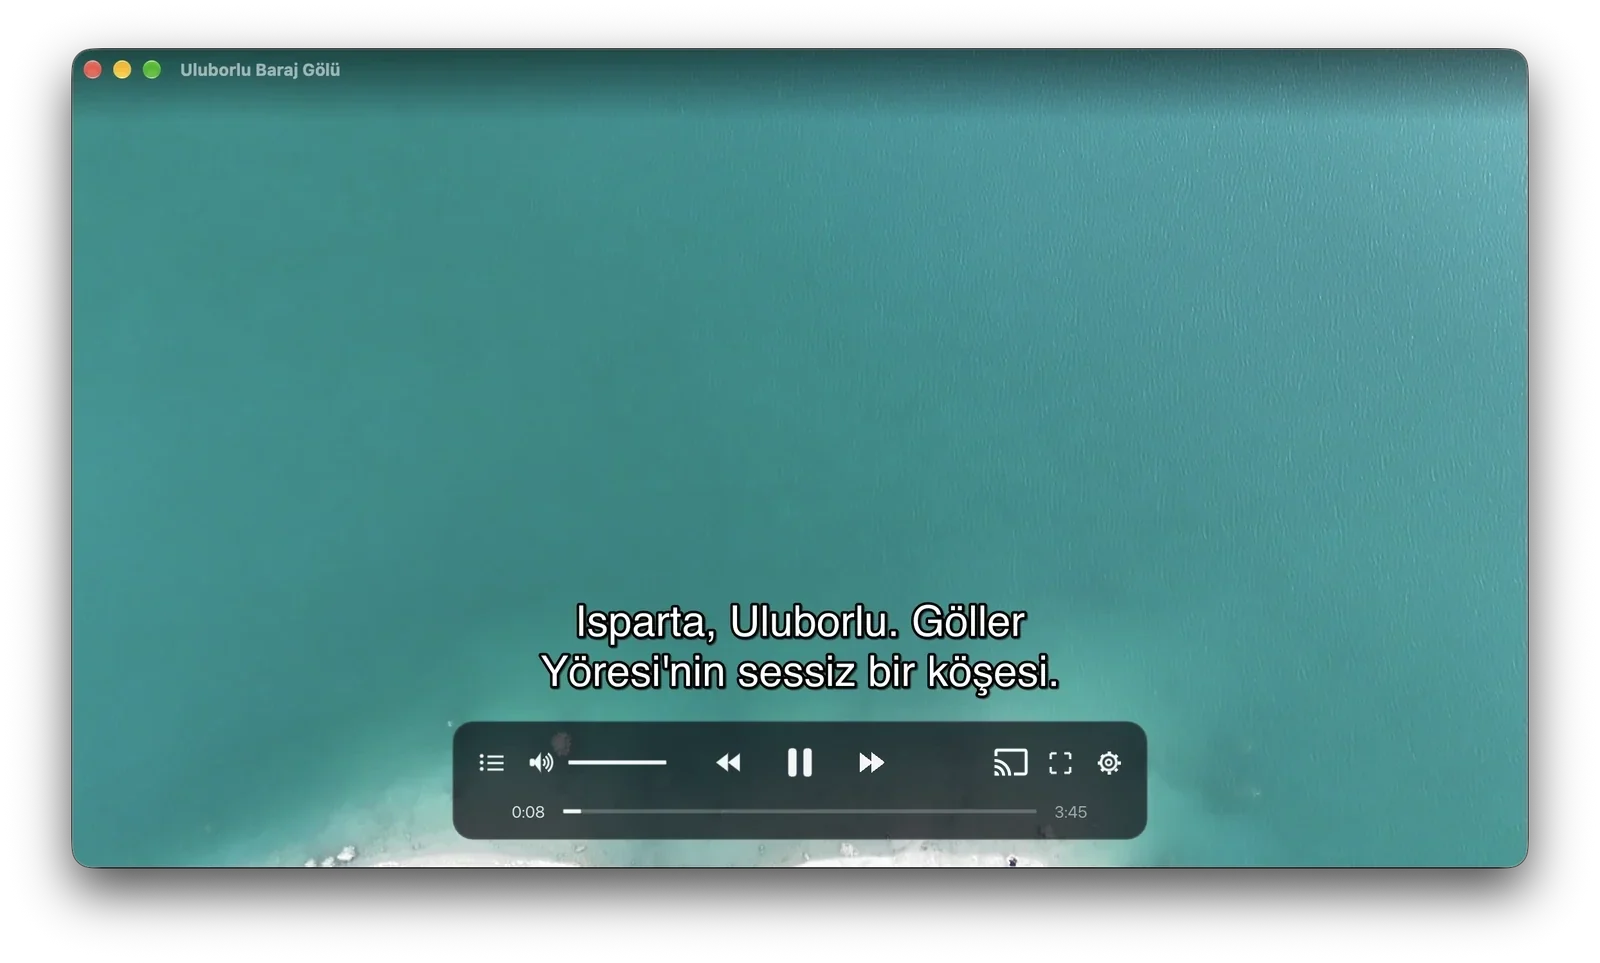 Uluborlu Baraj Gölü
Isparta, Uluborlu. Göller
Yöresi'nin sessiz bir köşesi.
0:08
3:45